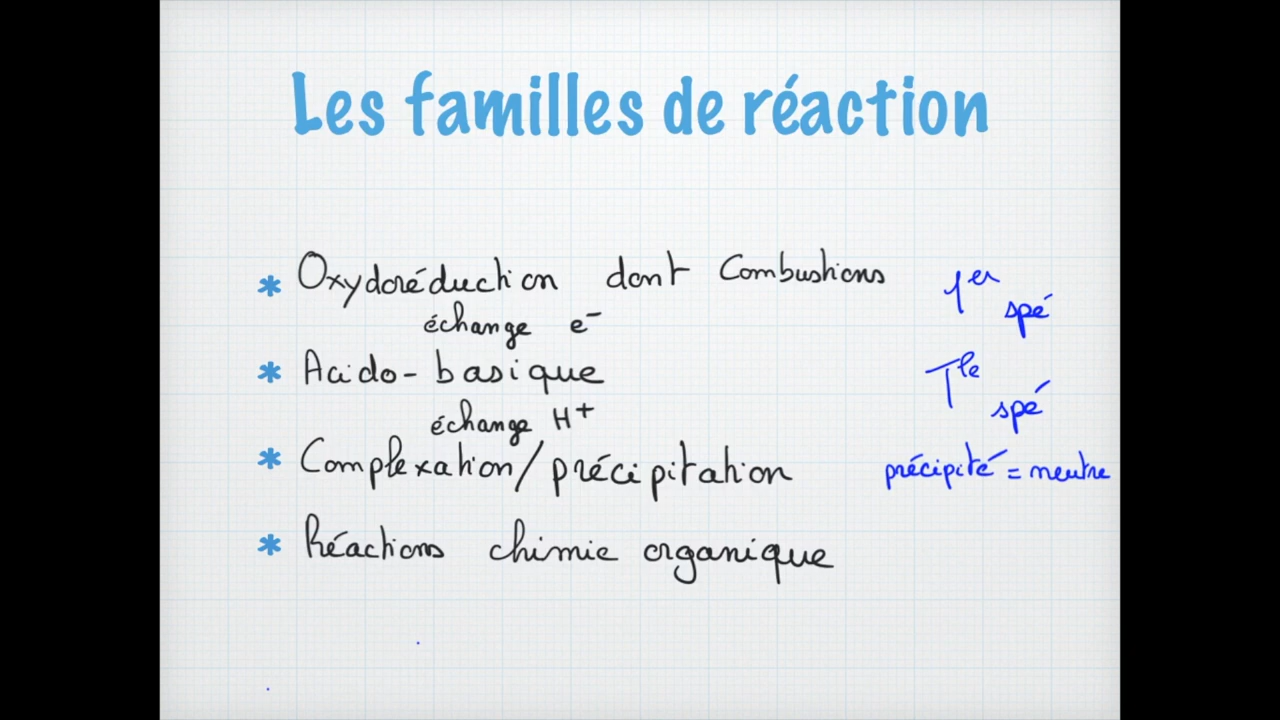 Les familles de réaction
* Oxydoréduction dont Combustions 1er spé
échange e⁻
* Acido-basique Tle spé
échange H⁺
* Complexation/précipitation précipité = neutre
* Réactions chimie organique